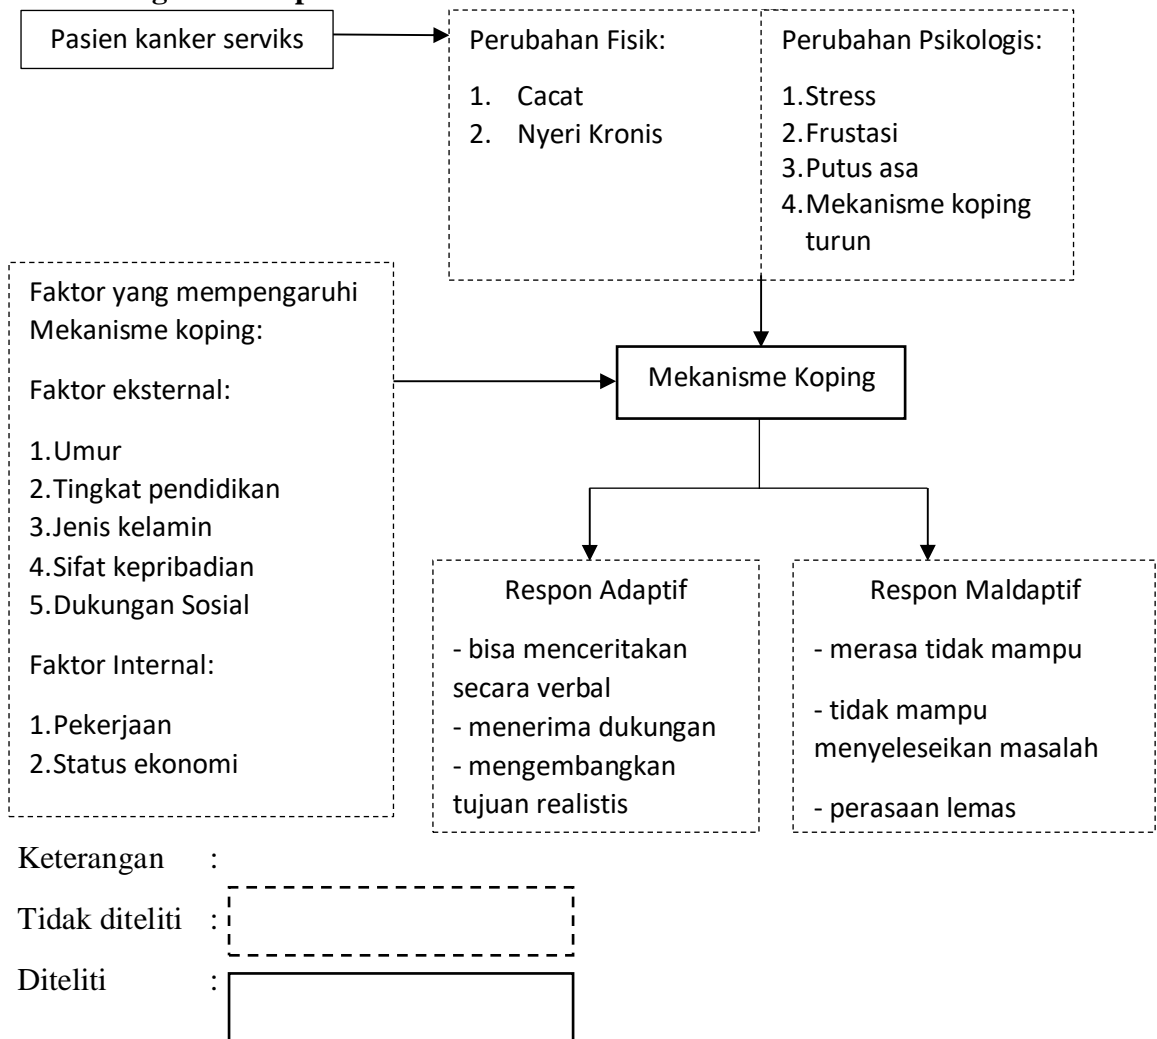 Pasien kanker serviks
Perubahan Fisik:
1. Cacat
2. Nyeri Kronis
Perubahan Psikologis:
1.Stress
2.Frustasi
3.Putus asa
4.Mekanisme koping
turun
Faktor yang mempengaruhi
Mekanisme koping:
Faktor eksternal:
1.Umur
2.Tingkat pendidikan
3.Jenis kelamin
4.Sifat kepribadian
5.Dukungan Sosial
Faktor Internal:
1.Pekerjaan
2.Status ekonomi
Mekanisme Koping
Respon Adaptif
- bisa menceritakan
secara verbal
- menerima dukungan
- mengembangkan
tujuan realistis
Respon Maldaptif
- merasa tidak mampu
- tidak mampu
menyeleseikan masalah
- perasaan lemas
Keterangan :
Tidak diteliti :
Diteliti :